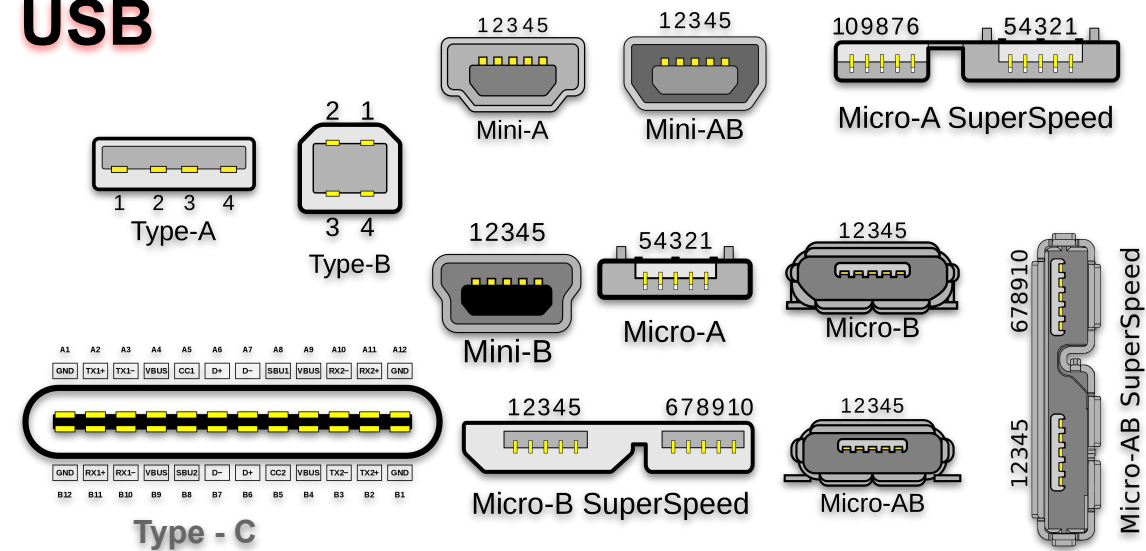 USB
12345
Mini-A
12345
Mini-AB
109876 54321
Micro-A SuperSpeed
1 2 3 4
Type-A
2 1
3 4
Type-B
12345
Mini-B
54321
Micro-A
12345
Micro-B
678910
12345
Micro-AB SuperSpeed
A1 A2 A3 A4 A5 A6 A7 A8 A9 A10 A11 A12
GND TX1+ TX1− VBUS CC1 D+ D− SBU1 VBUS RX2− RX2+ GND
GND RX1+ RX1− VBUS SBU2 D− D+ CC2 VBUS TX2− TX2+ GND
B12 B11 B10 B9 B8 B7 B6 B5 B4 B3 B2 B1
Type - C
12345 678910
Micro-B SuperSpeed
12345
Micro-AB